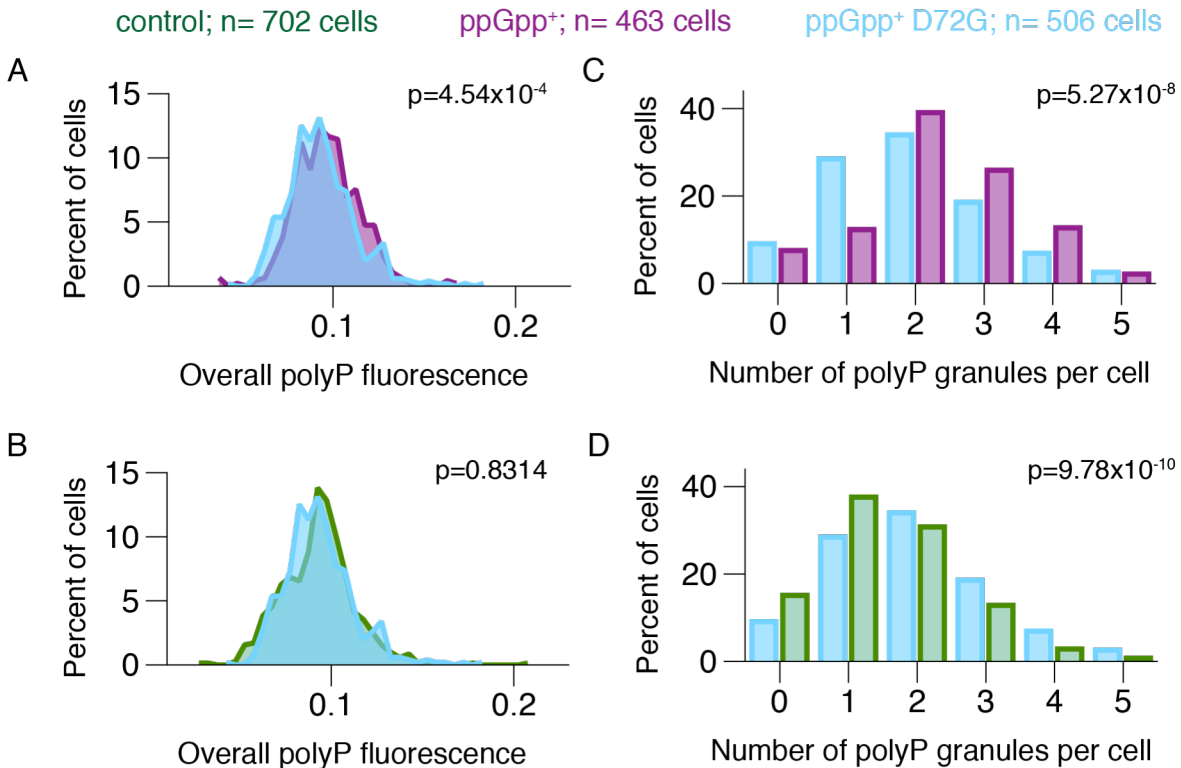 control; n= 702 cells
ppGpp⁺; n= 463 cells
ppGpp⁺ D72G; n= 506 cells
A
p=4.54x10⁻⁴
Percent of cells
15
10
5
0
0.1
0.2
Overall polyP fluorescence
C
p=5.27x10⁻⁸
Percent of cells
40
20
0
0 1 2 3 4 5
Number of polyP granules per cell
B
p=0.8314
Percent of cells
15
10
5
0
0.1
0.2
Overall polyP fluorescence
D
p=9.78x10⁻¹⁰
Percent of cells
40
20
0
0 1 2 3 4 5
Number of polyP granules per cell